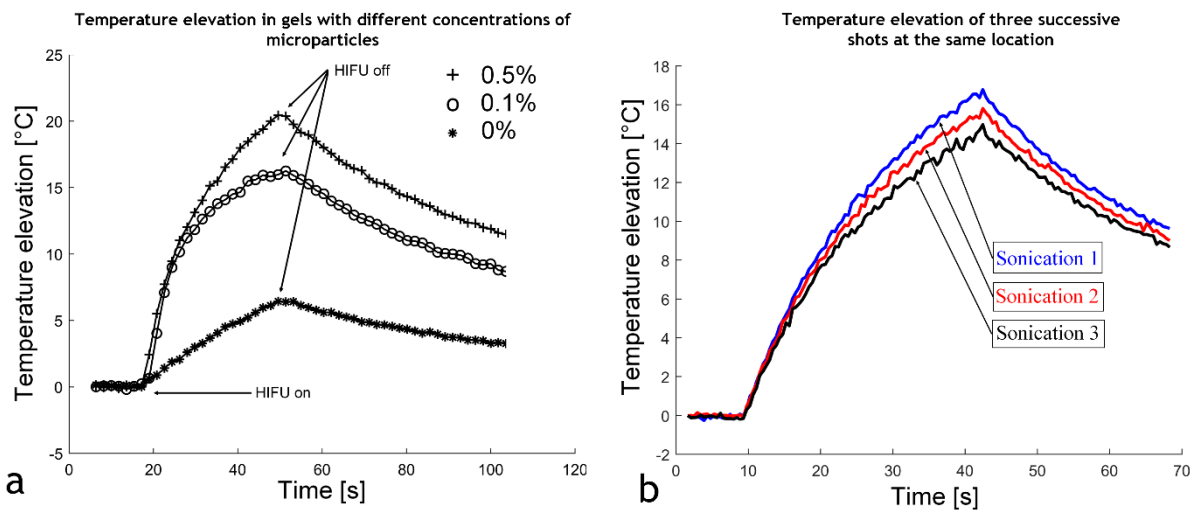 Temperature elevation in gels with different concentrations of
microparticles
25
20
15
10
5
0
-5
Temperature elevation [°C]
HIFU off
0.5%
0.1%
0%
HIFU on
0
20
40
60
80
100
120
Time [s]
a
Temperature elevation of three successive
shots at the same location
18
16
14
12
10
8
6
4
2
0
-2
Temperature elevation [°C]
Sonication 1
Sonication 2
Sonication 3
0
10
20
30
40
50
60
70
Time [s]
b